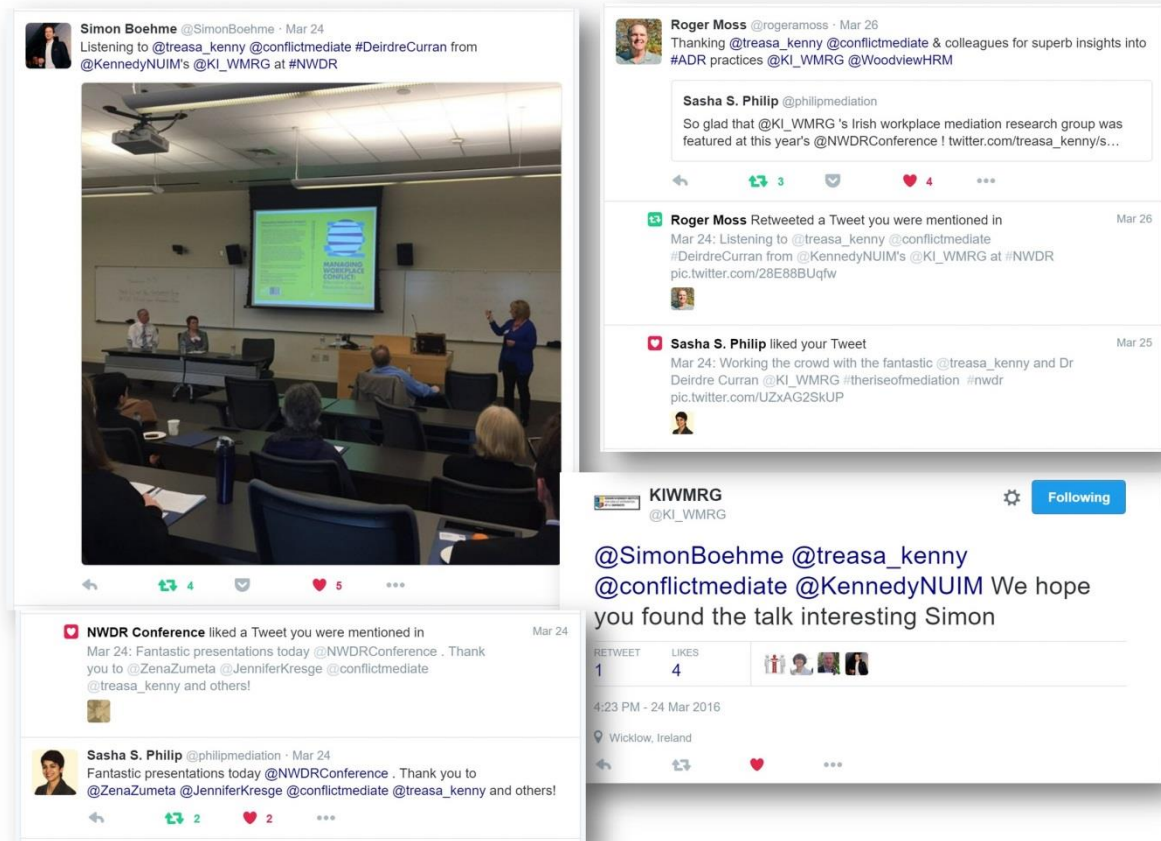 Simon Boehme @SimonBoehme · Mar 24
Listening to @treasa_kenny @conflictmediate #DeirdreCurran from
@KennedyNUIM's @KI_WMRG at #NWDR
MANAGING
WORKPLACE
CONFLICT:
4
5
NWDR Conference liked a Tweet you were mentioned in
Mar 24
Mar 24: Fantastic presentations today @NWDRConference . Thank
you to @ZenaZumeta @JenniferKresge @conflictmediate
@treasa_kenny and others!
Sasha S. Philip @philipmediation · Mar 24
Fantastic presentations today @NWDRConference . Thank you to
@ZenaZumeta @JenniferKresge @conflictmediate @treasa_kenny and others!
2
2
Roger Moss @rogeramoss · Mar 26
Thanking @treasa_kenny @conflictmediate & colleagues for superb insights into
#ADR practices @KI_WMRG @WoodviewHRM
Sasha S. Philip @philipmediation
So glad that @KI_WMRG 's Irish workplace mediation research group was
featured at this year's @NWDRConference ! twitter.com/treasa_kenny/s…
3
4
Roger Moss Retweeted a Tweet you were mentioned in
Mar 26
Mar 24: Listening to @treasa_kenny @conflictmediate
#DeirdreCurran from @KennedyNUIM's @KI_WMRG at #NWDR
pic.twitter.com/28E88BUqfw
Sasha S. Philip liked your Tweet
Mar 25
Mar 24: Working the crowd with the fantastic @treasa_kenny and Dr
Deirdre Curran @KI_WMRG #theriseofmediation #nwdr
pic.twitter.com/UZxAG2SkUP
KIWMRG
@KI_WMRG
Following
@SimonBoehme @treasa_kenny
@conflictmediate @KennedyNUIM We hope
you found the talk interesting Simon
RETWEET LIKES
1 4
4:23 PM - 24 Mar 2016
Wicklow, Ireland